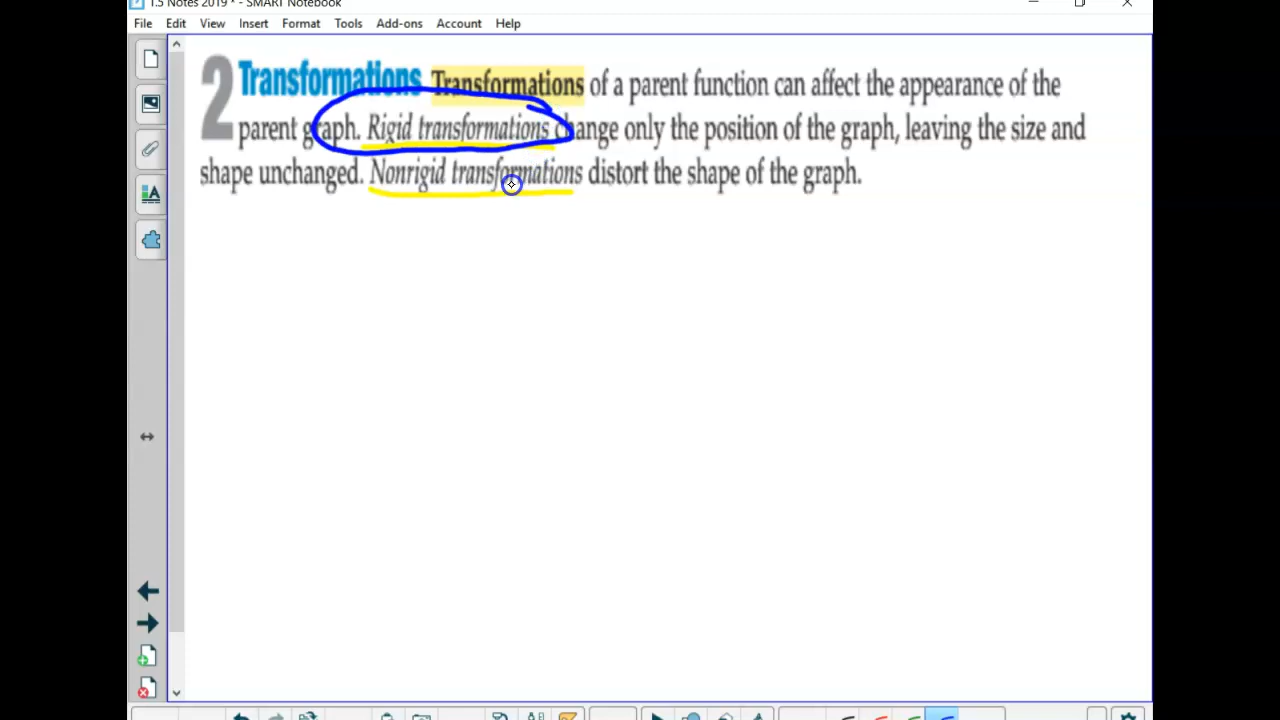 1.5 Notes 2019 * - SMART Notebook
File Edit View Insert Format Tools Add-ons Account Help
2 Transformations Transformations of a parent function can affect the appearance of the
parent graph. Rigid transformations change only the position of the graph, leaving the size and
shape unchanged. Nonrigid transformations distort the shape of the graph.